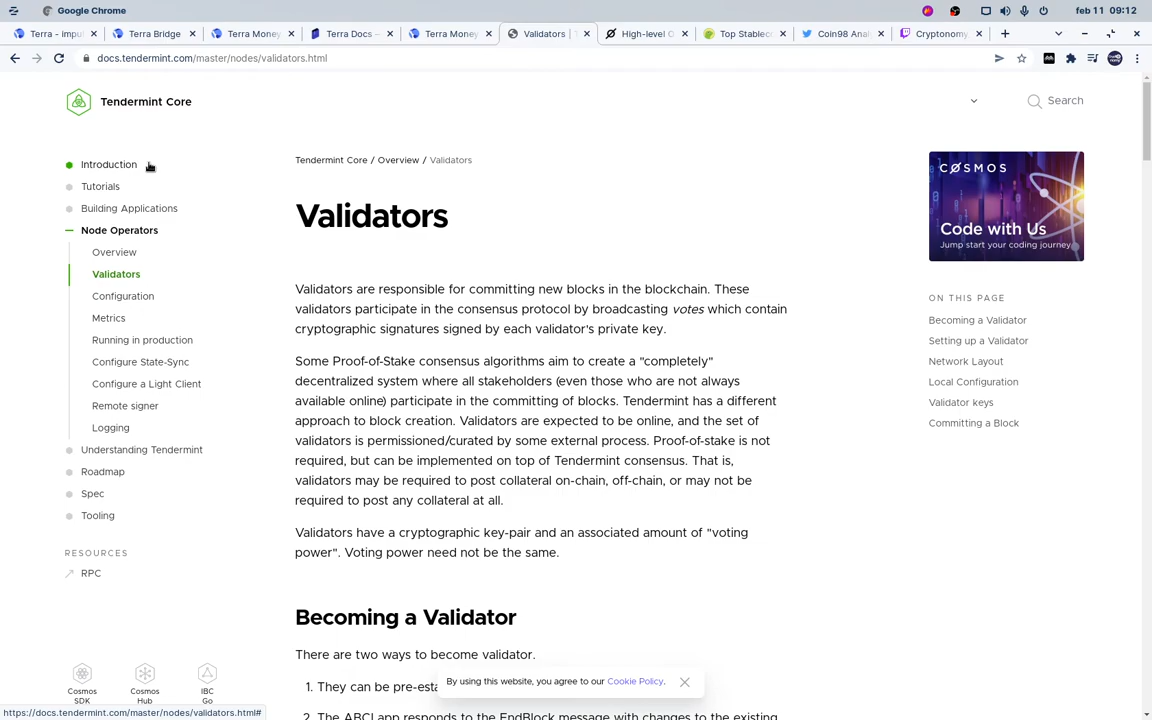 Google Chrome
feb 11 09:12
Terra - impu
Terra Bridge
Terra Money
Terra Docs —
Terra Money
Validators |
High-level O
Top Stablec
Coin98 Anal
Cryptonomy
docs.tendermint.com/master/nodes/validators.html
Tendermint Core
Search
Introduction
Tutorials
Building Applications
Node Operators
Overview
Validators
Configuration
Metrics
Running in production
Configure State-Sync
Configure a Light Client
Remote signer
Logging
Understanding Tendermint
Roadmap
Spec
Tooling
RESOURCES
RPC
Cosmos
SDK
Cosmos
Hub
IBC
Go
https://docs.tendermint.com/master/nodes/validators.html#
Tendermint Core / Overview / Validators
Validators
Validators are responsible for committing new blocks in the blockchain. These
validators participate in the consensus protocol by broadcasting votes which contain
cryptographic signatures signed by each validator's private key.
Some Proof-of-Stake consensus algorithms aim to create a "completely"
decentralized system where all stakeholders (even those who are not always
available online) participate in the committing of blocks. Tendermint has a different
approach to block creation. Validators are expected to be online, and the set of
validators is permissioned/curated by some external process. Proof-of-stake is not
required, but can be implemented on top of Tendermint consensus. That is,
validators may be required to post collateral on-chain, off-chain, or may not be
required to post any collateral at all.
Validators have a cryptographic key-pair and an associated amount of "voting
power". Voting power need not be the same.
Becoming a Validator
There are two ways to become validator.
1. They can be pre-esta
2. The ABCI app responds to the EndBlock message with changes to the existing
By using this website, you agree to our Cookie Policy.
COSMOS
Code with Us
Jump start your coding journey
ON THIS PAGE
Becoming a Validator
Setting up a Validator
Network Layout
Local Configuration
Validator keys
Committing a Block